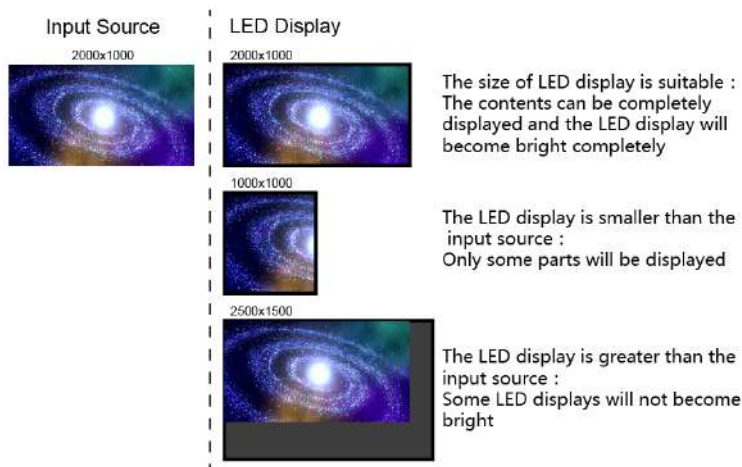 Input Source
LED Display
2000x1000
2000x1000
The size of LED display is suitable :
The contents can be completely
displayed and the LED display will
become bright completely
1000x1000
The LED display is smaller than the
input source :
Only some parts will be displayed
2500x1500
The LED display is greater than the
input source :
Some LED displays will not become
bright